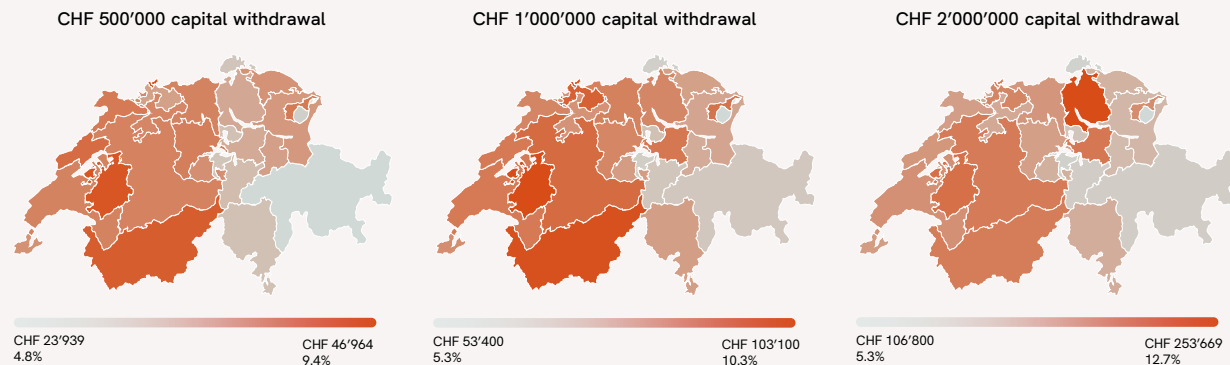 CHF 500’000 capital withdrawal
CHF 23’939
4.8%
CHF 46’964
9.4%
CHF 1’000’000 capital withdrawal
CHF 53’400
5.3%
CHF 103’100
10.3%
CHF 2’000’000 capital withdrawal
CHF 106’800
5.3%
CHF 253’669
12.7%